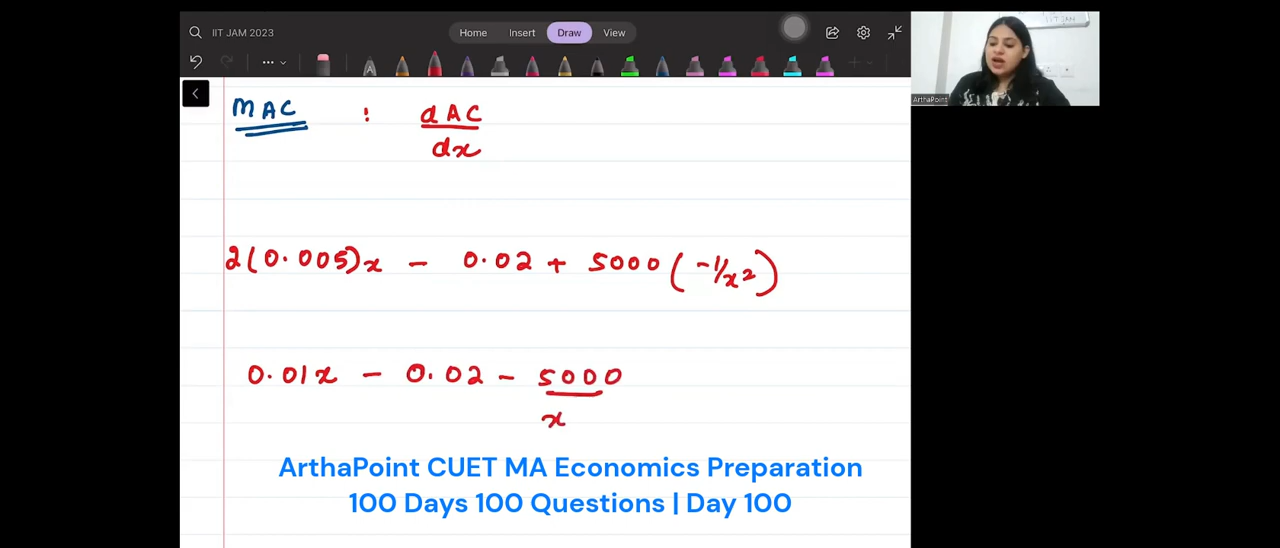 IIT JAM 2023
Home Insert Draw View
MAC : dAC
dx
2(0.005)x - 0.02 + 5000 (-1/x2)
0.01x - 0.02 - 5000
x
ArthaPoint CUET MA Economics Preparation
100 Days 100 Questions | Day 100
ArthaPoint